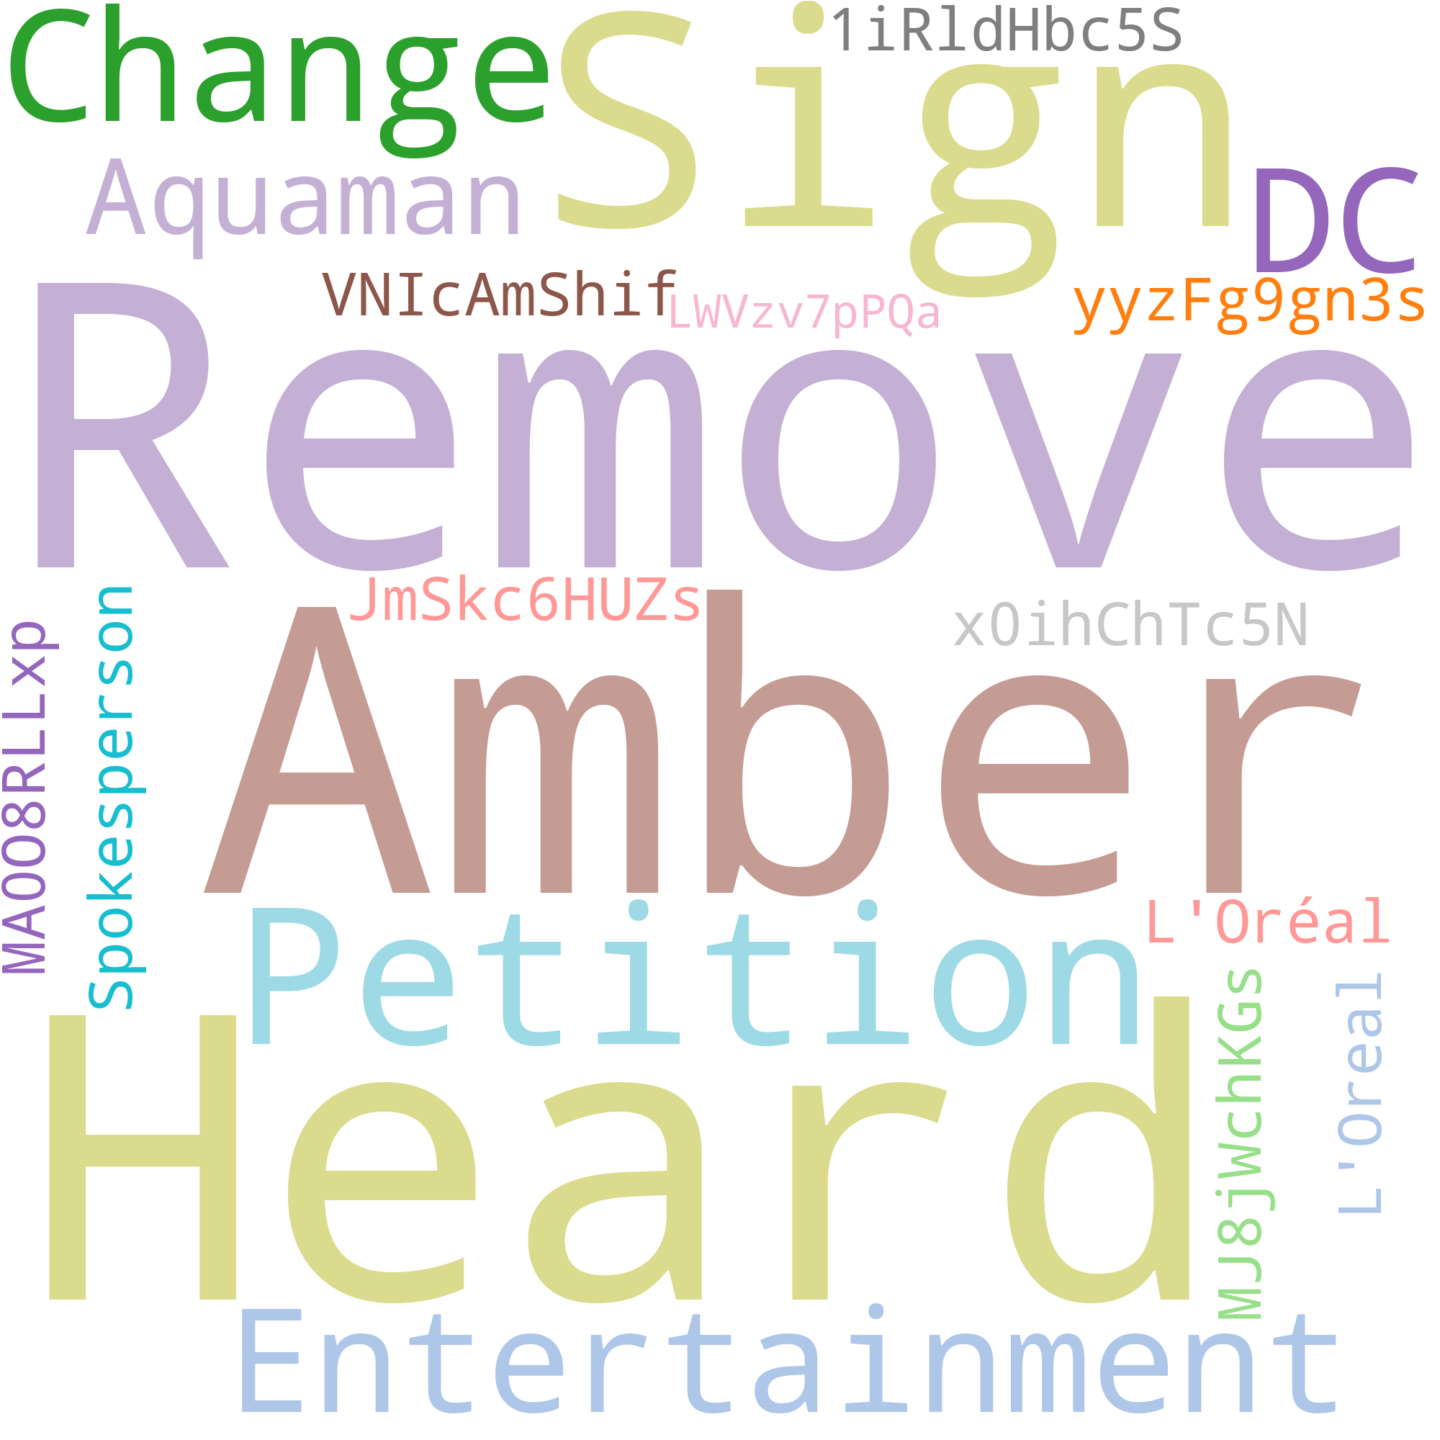 Change
Sign
1iRldHbc5S
Aquaman
DC
VNIcAmShif
LWVzv7pPQa
yyzFg9gn3s
Remove
JmSkc6HUZs
x0ihChTc5N
Amber
MAOO8RLLxp
Spokesperson
Petition
L'Oréal
Heard
MJ8jWchKGs
L'Oreal
Entertainment